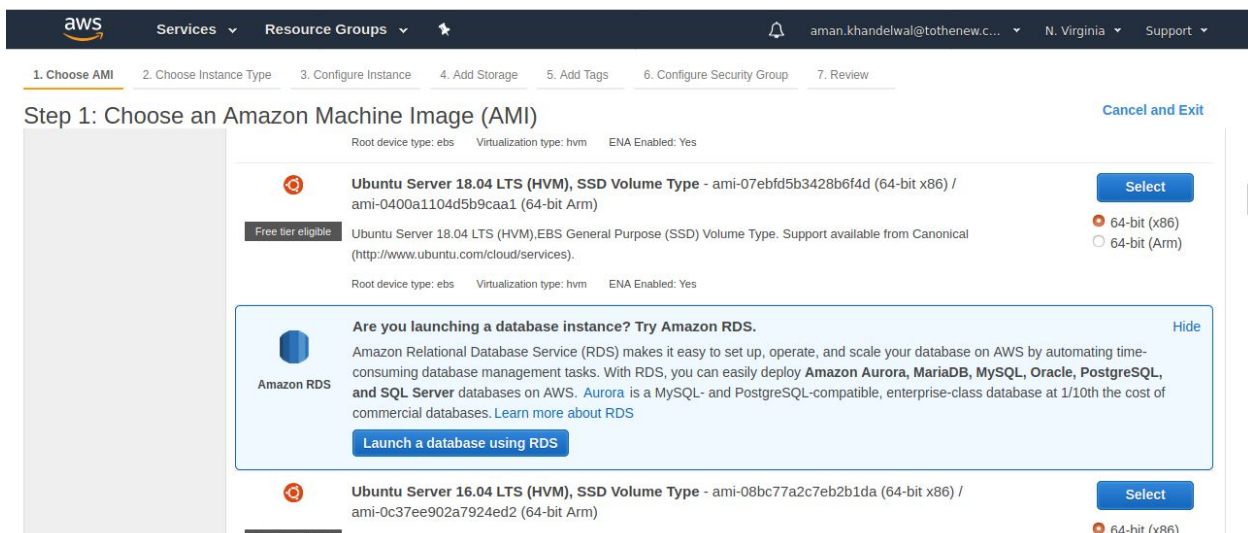 aws Services Resource Groups aman.khandelwal@tothenew.c... N. Virginia Support
1. Choose AMI 2. Choose Instance Type 3. Configure Instance 4. Add Storage 5. Add Tags 6. Configure Security Group 7. Review
Step 1: Choose an Amazon Machine Image (AMI) Cancel and Exit
Root device type: ebs Virtualization type: hvm ENA Enabled: Yes
Ubuntu Server 18.04 LTS (HVM), SSD Volume Type - ami-07ebfd5b3428b6f4d (64-bit x86) /
ami-0400a1104d5b9caa1 (64-bit Arm)
Select
64-bit (x86)
64-bit (Arm)
Free tier eligible
Ubuntu Server 18.04 LTS (HVM),EBS General Purpose (SSD) Volume Type. Support available from Canonical
(http://www.ubuntu.com/cloud/services).
Root device type: ebs Virtualization type: hvm ENA Enabled: Yes
Are you launching a database instance? Try Amazon RDS. Hide
Amazon RDS
Amazon Relational Database Service (RDS) makes it easy to set up, operate, and scale your database on AWS by automating time-
consuming database management tasks. With RDS, you can easily deploy Amazon Aurora, MariaDB, MySQL, Oracle, PostgreSQL,
and SQL Server databases on AWS. Aurora is a MySQL- and PostgreSQL-compatible, enterprise-class database at 1/10th the cost of
commercial databases. Learn more about RDS
Launch a database using RDS
Ubuntu Server 16.04 LTS (HVM), SSD Volume Type - ami-08bc77a2c7eb2b1da (64-bit x86) /
ami-0c37ee902a7924ed2 (64-bit Arm)
Select
64-bit (x86)